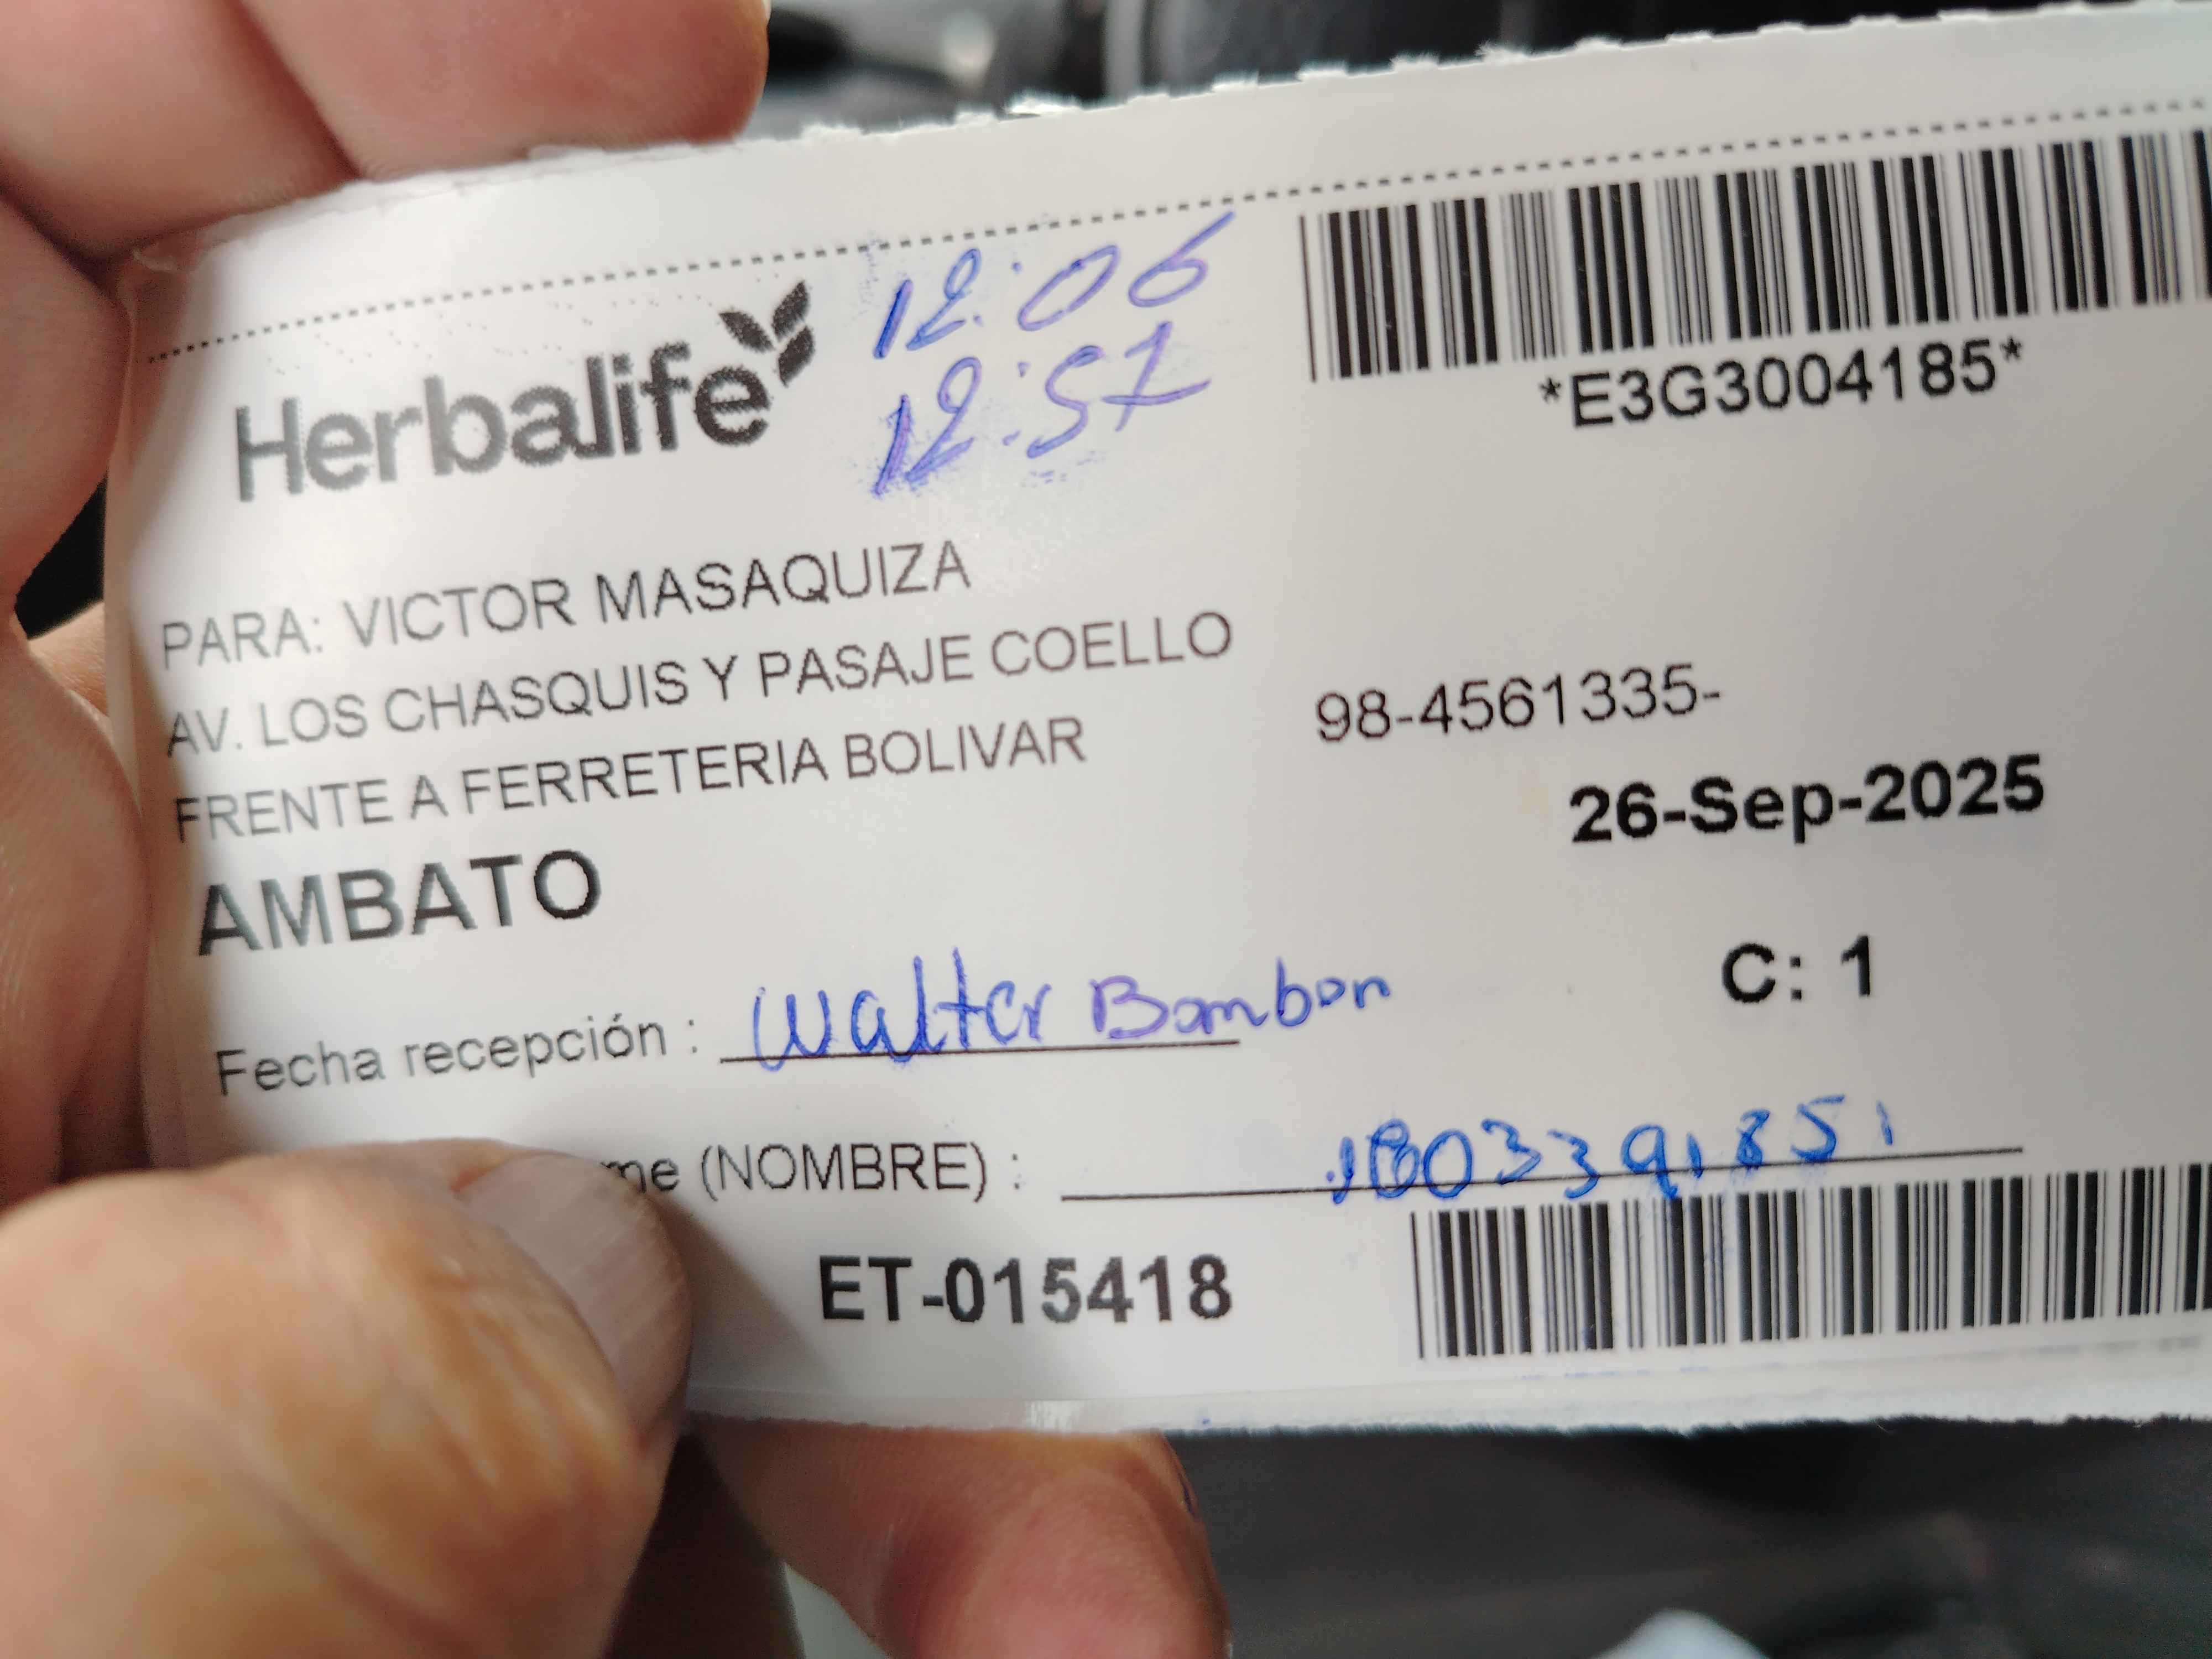 Herbalife
12:06
12:57
*E3G3004185*
PARA: VICTOR MASAQUIZA
AV. LOS CHASQUIS Y PASAJE COELLO
FRENTE A FERRETERIA BOLIVAR
AMBATO
98-4561335-
26-Sep-2025
C: 1
Fecha recepción : Walter Bombon
me (NOMBRE) : 1803391851
ET-015418